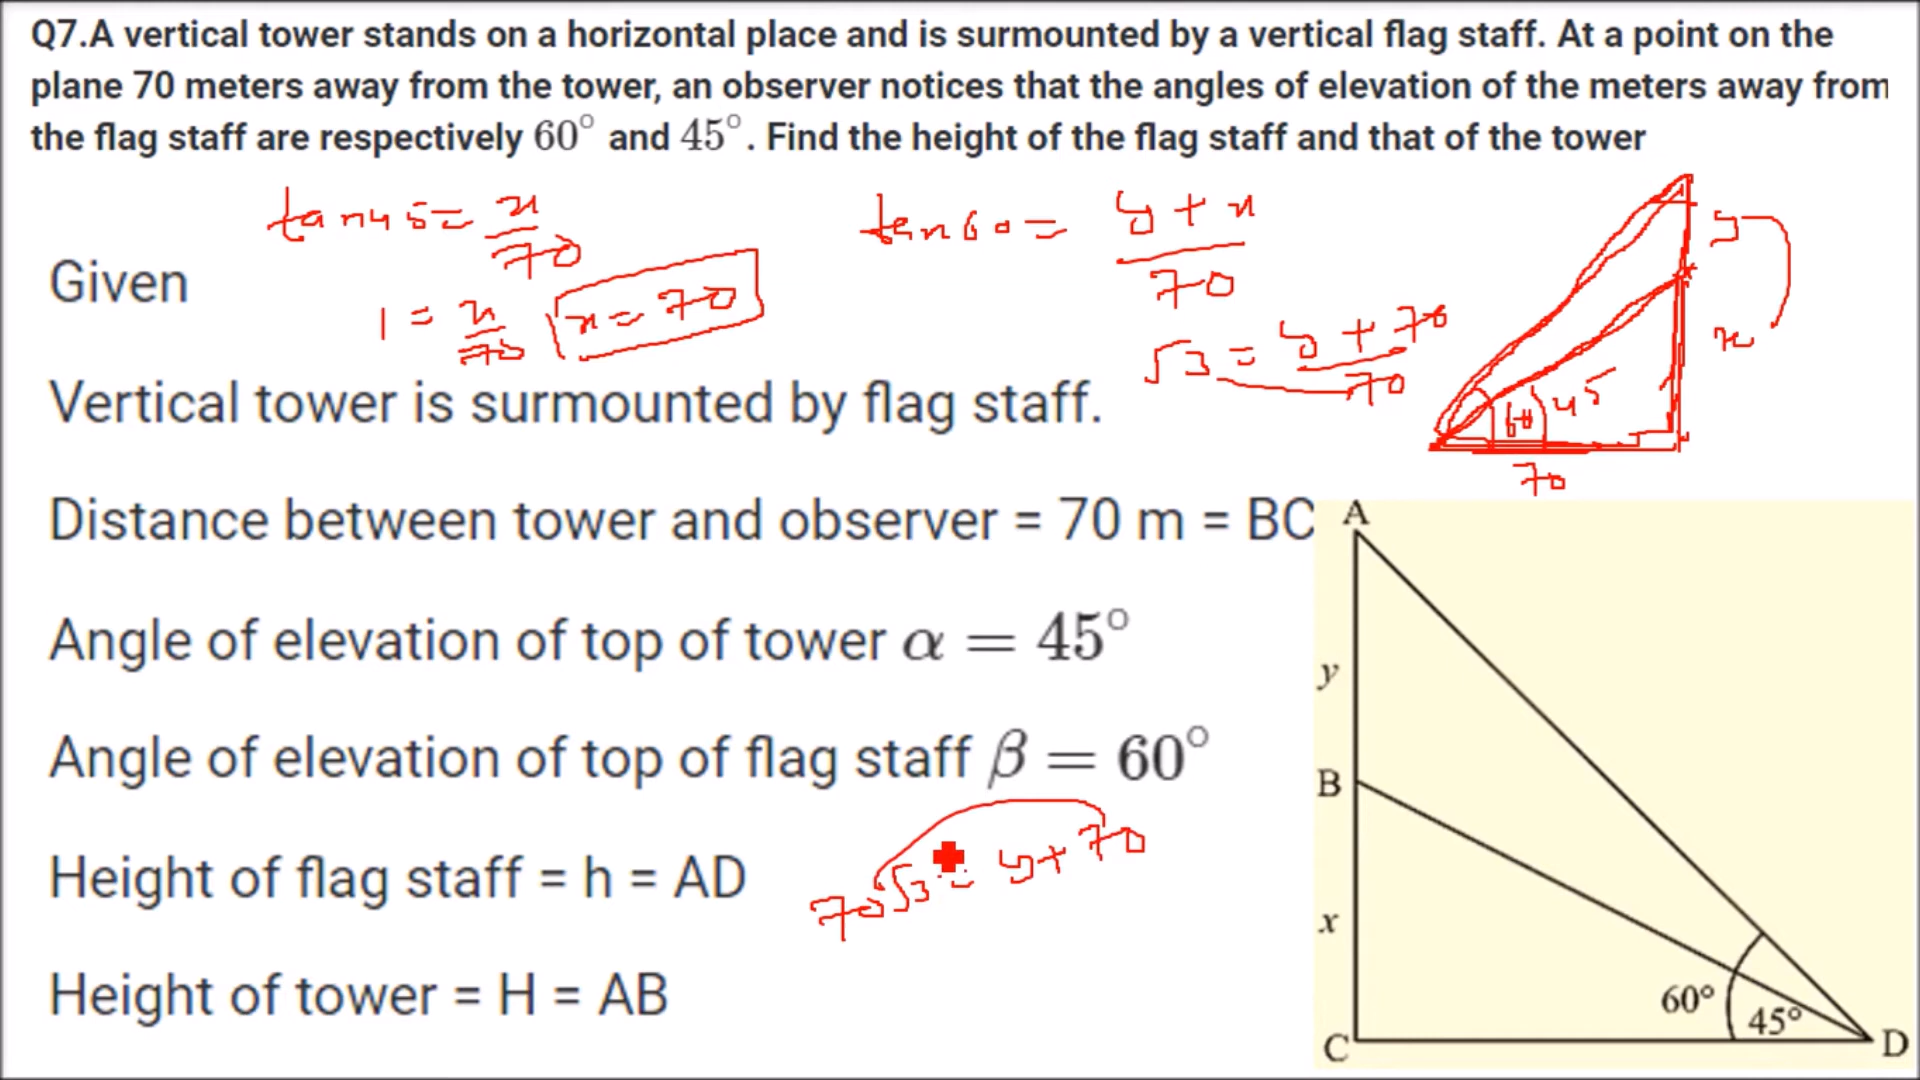 Q7.A vertical tower stands on a horizontal place and is surmounted by a vertical flag staff. At a point on the
plane 70 meters away from the tower, an observer notices that the angles of elevation of the meters away from
the flag staff are respectively 60° and 45°. Find the height of the flag staff and that of the tower
tan45 = x/70
tan60 = y + x/70
y
Given
1 = x/70
x = 70
√3 = y + 70/70
x
60
45
70
Vertical tower is surmounted by flag staff.
Distance between tower and observer = 70 m = BC
Angle of elevation of top of tower α = 45°
Angle of elevation of top of flag staff β = 60°
70√3 = y+70
Height of flag staff = h = AD
Height of tower = H = AB
A
y
B
x
60°
45°
C
D